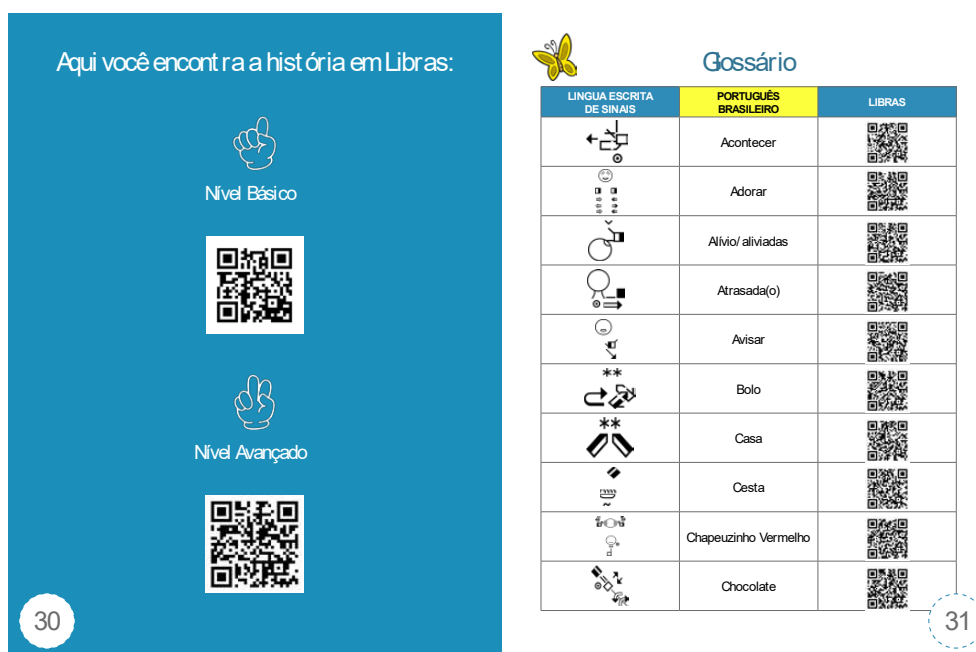 Aqui você encontra a história em Libras:
Nível Básico
Nível Avançado
30
Glossário
LINGUA ESCRITA
DE SINAIS
PORTUGUÊS
BRASILEIRO
LIBRAS
Acontecer
Adorar
Alívio/ aliviadas
Atrasada(o)
Avisar
Bolo
Casa
Cesta
Chapeuzinho Vermelho
Chocolate
31